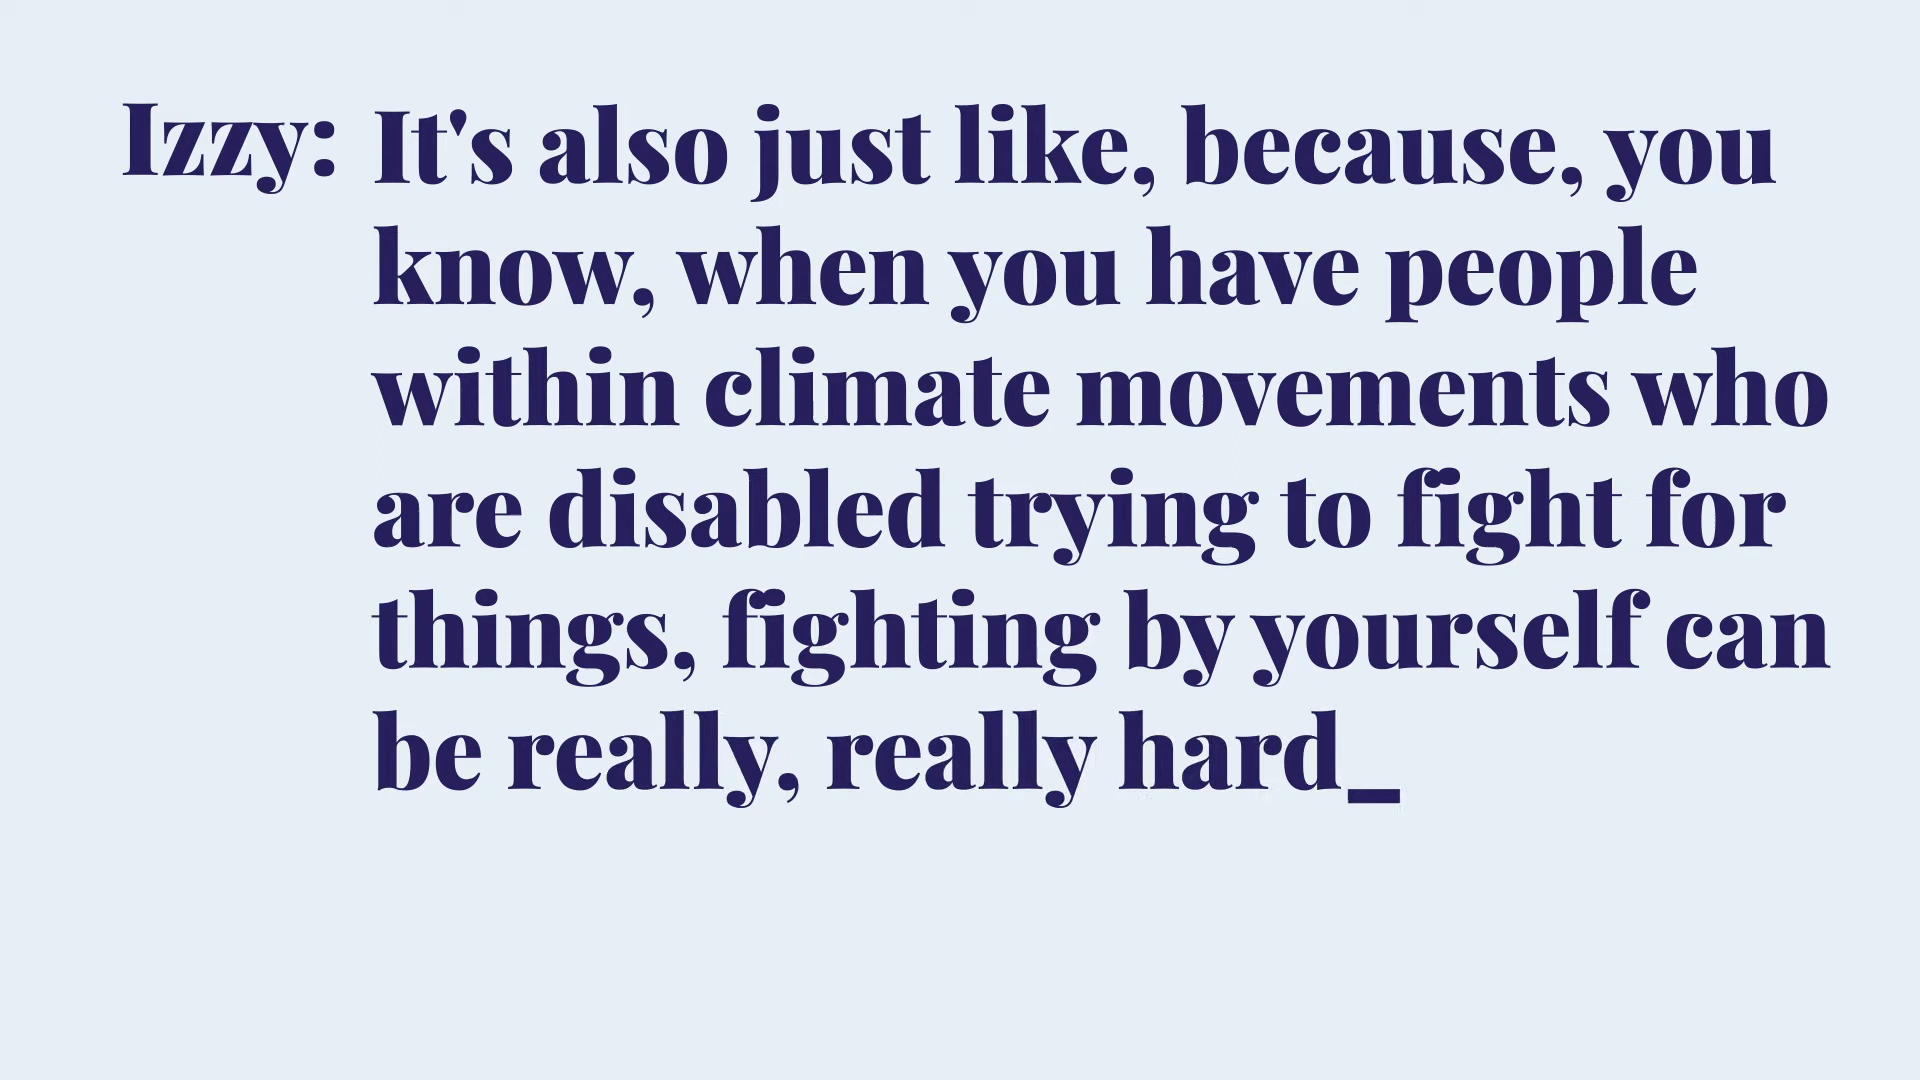 Izzy: It's also just like, because, you
know, when you have people
within climate movements who
are disabled trying to fight for
things, fighting by yourself can
be really, really hard_